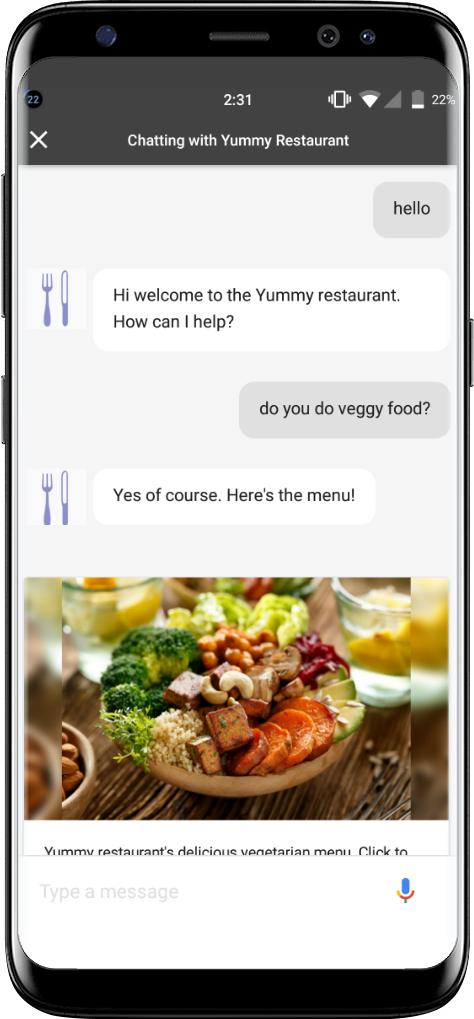 22
2:31
22%
Chatting with Yummy Restaurant
hello
Hi welcome to the Yummy restaurant.
How can I help?
do you do veggy food?
Yes of course. Here's the menu!
Yummy restaurant's delicious vegetarian menu. Click to
Type a message